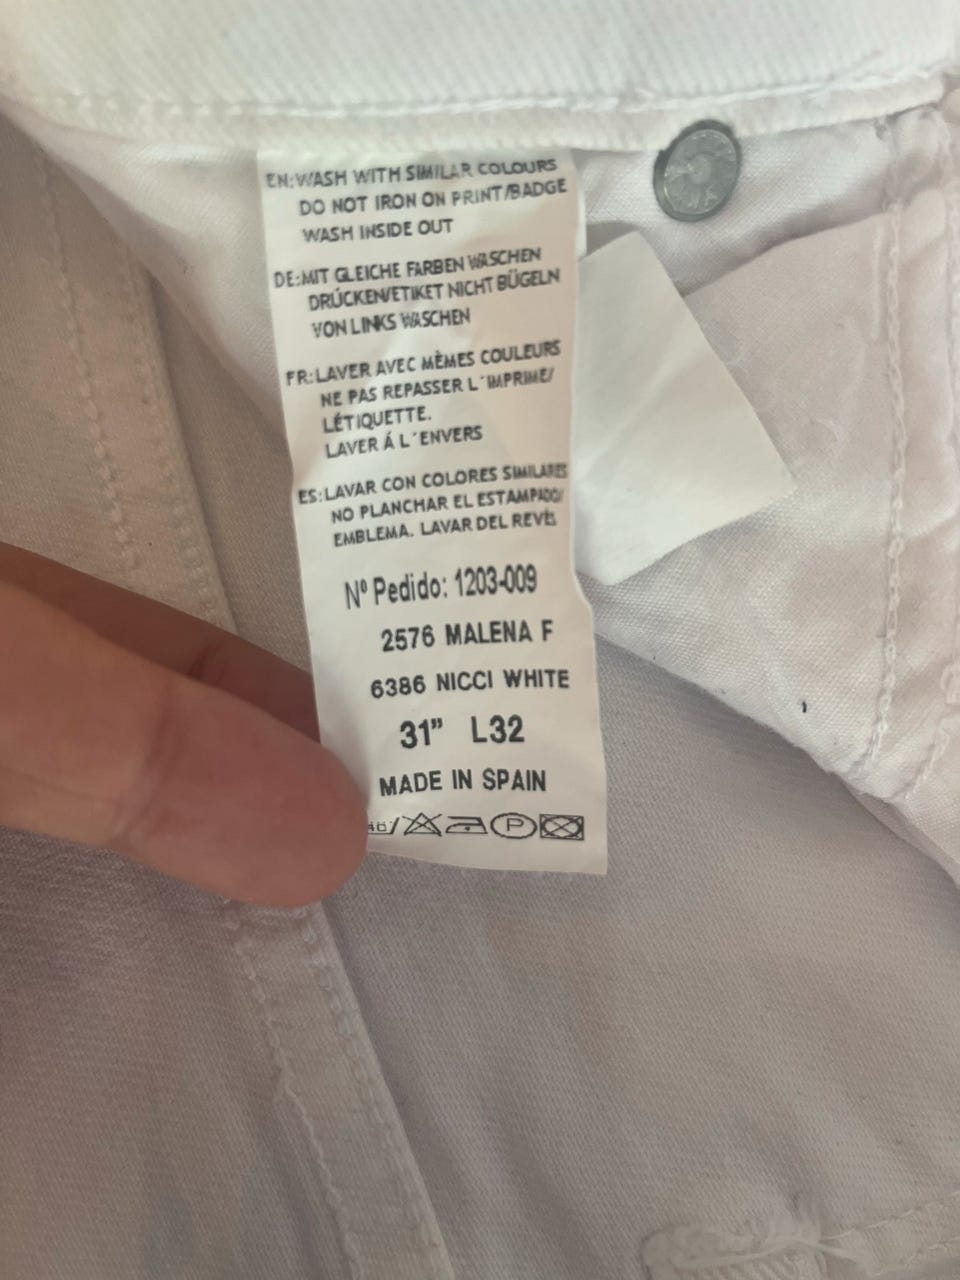 EN:WASH WITH SIMILAR COLOURS
DO NOT IRON ON PRINT/BADGE
WASH INSIDE OUT
DE:MIT GLEICHE FARBEN WASCHEN
DRÜCKEN/ETIKET NICHT BÜGELN
VON LINKS WASCHEN
FR:LAVER AVEC MÈMES COULEURS
NE PAS REPASSER L´IMPRIME/
LÉTIQUETTE.
LAVER Á L´ENVERS
ES:LAVAR CON COLORES SIMILARES
NO PLANCHAR EL ESTAMPADO/
EMBLEMA. LAVAR DEL REVÉS
Nº Pedido: 1203-009
2576 MALENA F
6386 NICCI WHITE
31” L32
MADE IN SPAIN
P